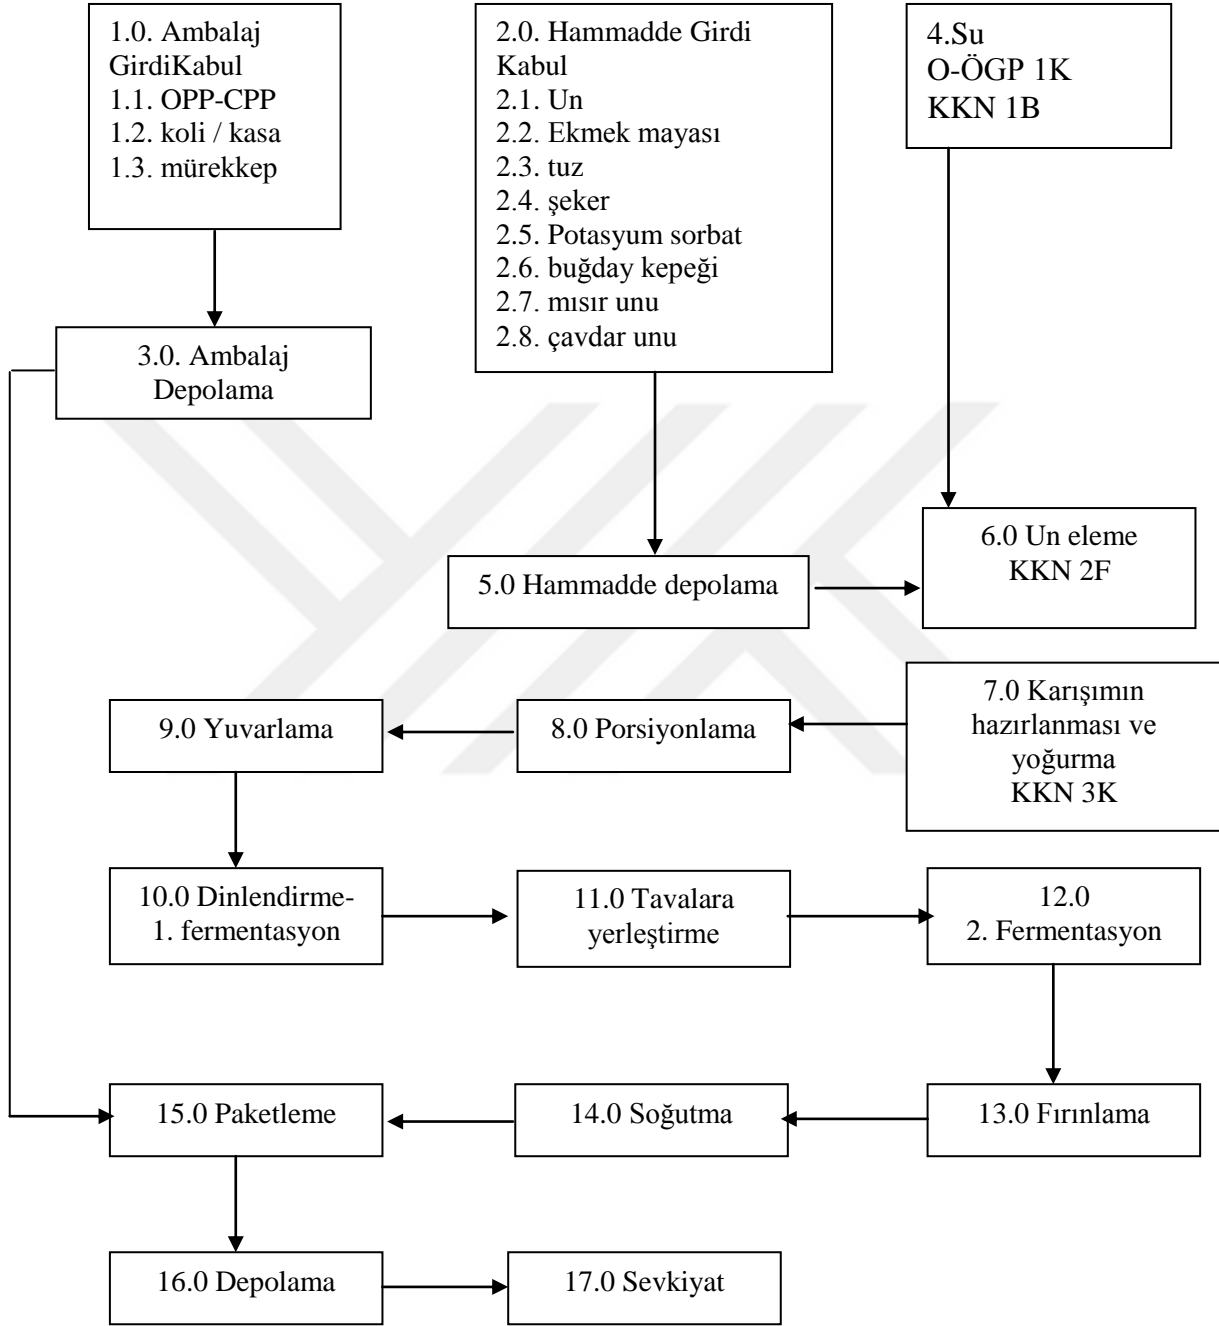 1.0. Ambalaj
GirdiKabul
1.1. OPP-CPP
1.2. koli / kasa
1.3. mürekkep
2.0. Hammadde Girdi
Kabul
2.1. Un
2.2. Ekmek mayası
2.3. tuz
2.4. şeker
2.5. Potasyum sorbat
2.6. buğday kepeği
2.7. mısır unu
2.8. çavdar unu
4.Su
O-ÖGP 1K
KKN 1B
3.0. Ambalaj
Depolama
5.0 Hammadde depolama
6.0 Un eleme
KKN 2F
7.0 Karışımın
hazırlanması ve
yoğurma
KKN 3K
8.0 Porsiyonlama
9.0 Yuvarlama
10.0 Dinlendirme-
1. fermentasyon
11.0 Tavalara
yerleştirme
12.0
2. Fermentasyon
13.0 Fırınlama
14.0 Soğutma
15.0 Paketleme
16.0 Depolama
17.0 Sevkiyat